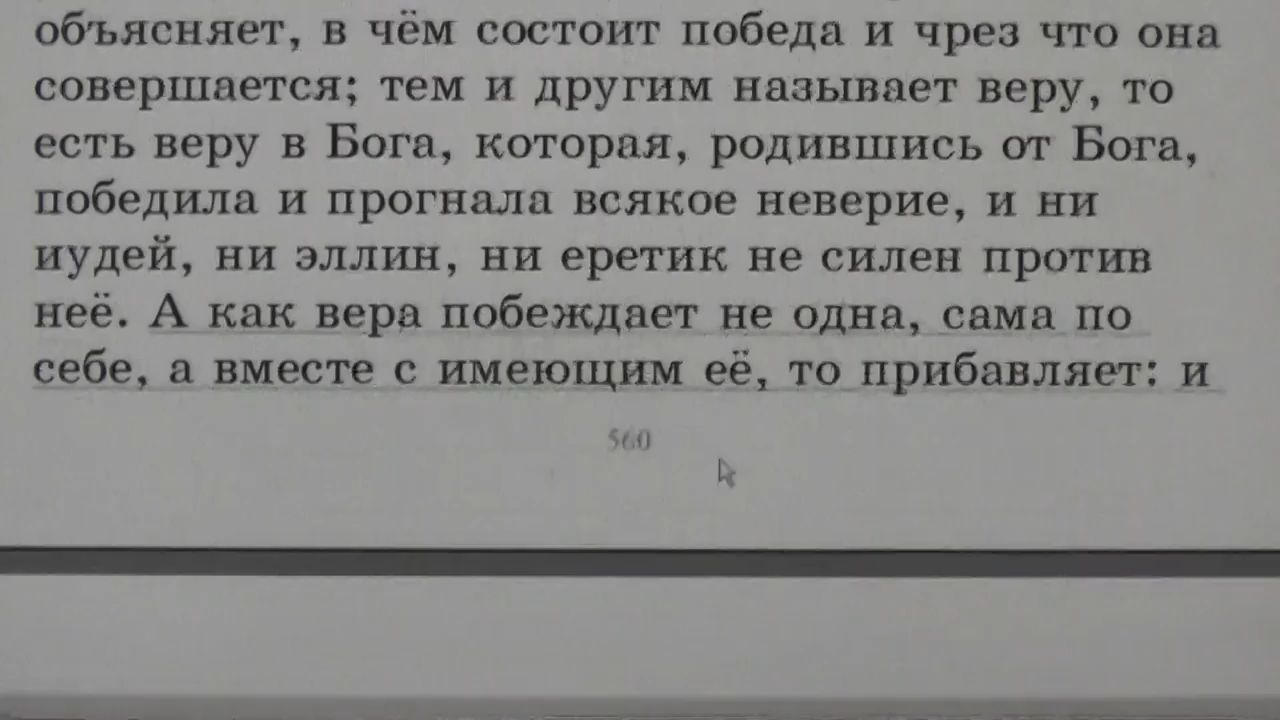 объясняет, в чём состоит победа и чрез что она
совершается; тем и другим называет веру, то
есть веру в Бога, которая, родившись от Бога,
победила и прогнала всякое неверие, и ни
иудей, ни эллин, ни еретик не силен против
неё. А как вера побеждает не одна, сама по
себе, а вместе с имеющим её, то прибавляет: и
560